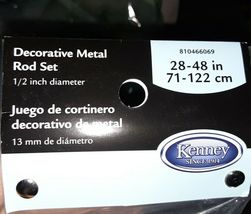 Decorative Metal
Rod Set
1/2 inch diameter
Juego de cortinero
decorativo de metal
13 mm de diámetro
810466069
28-48 in
71-122 cm
Kenney
SINCE 1914